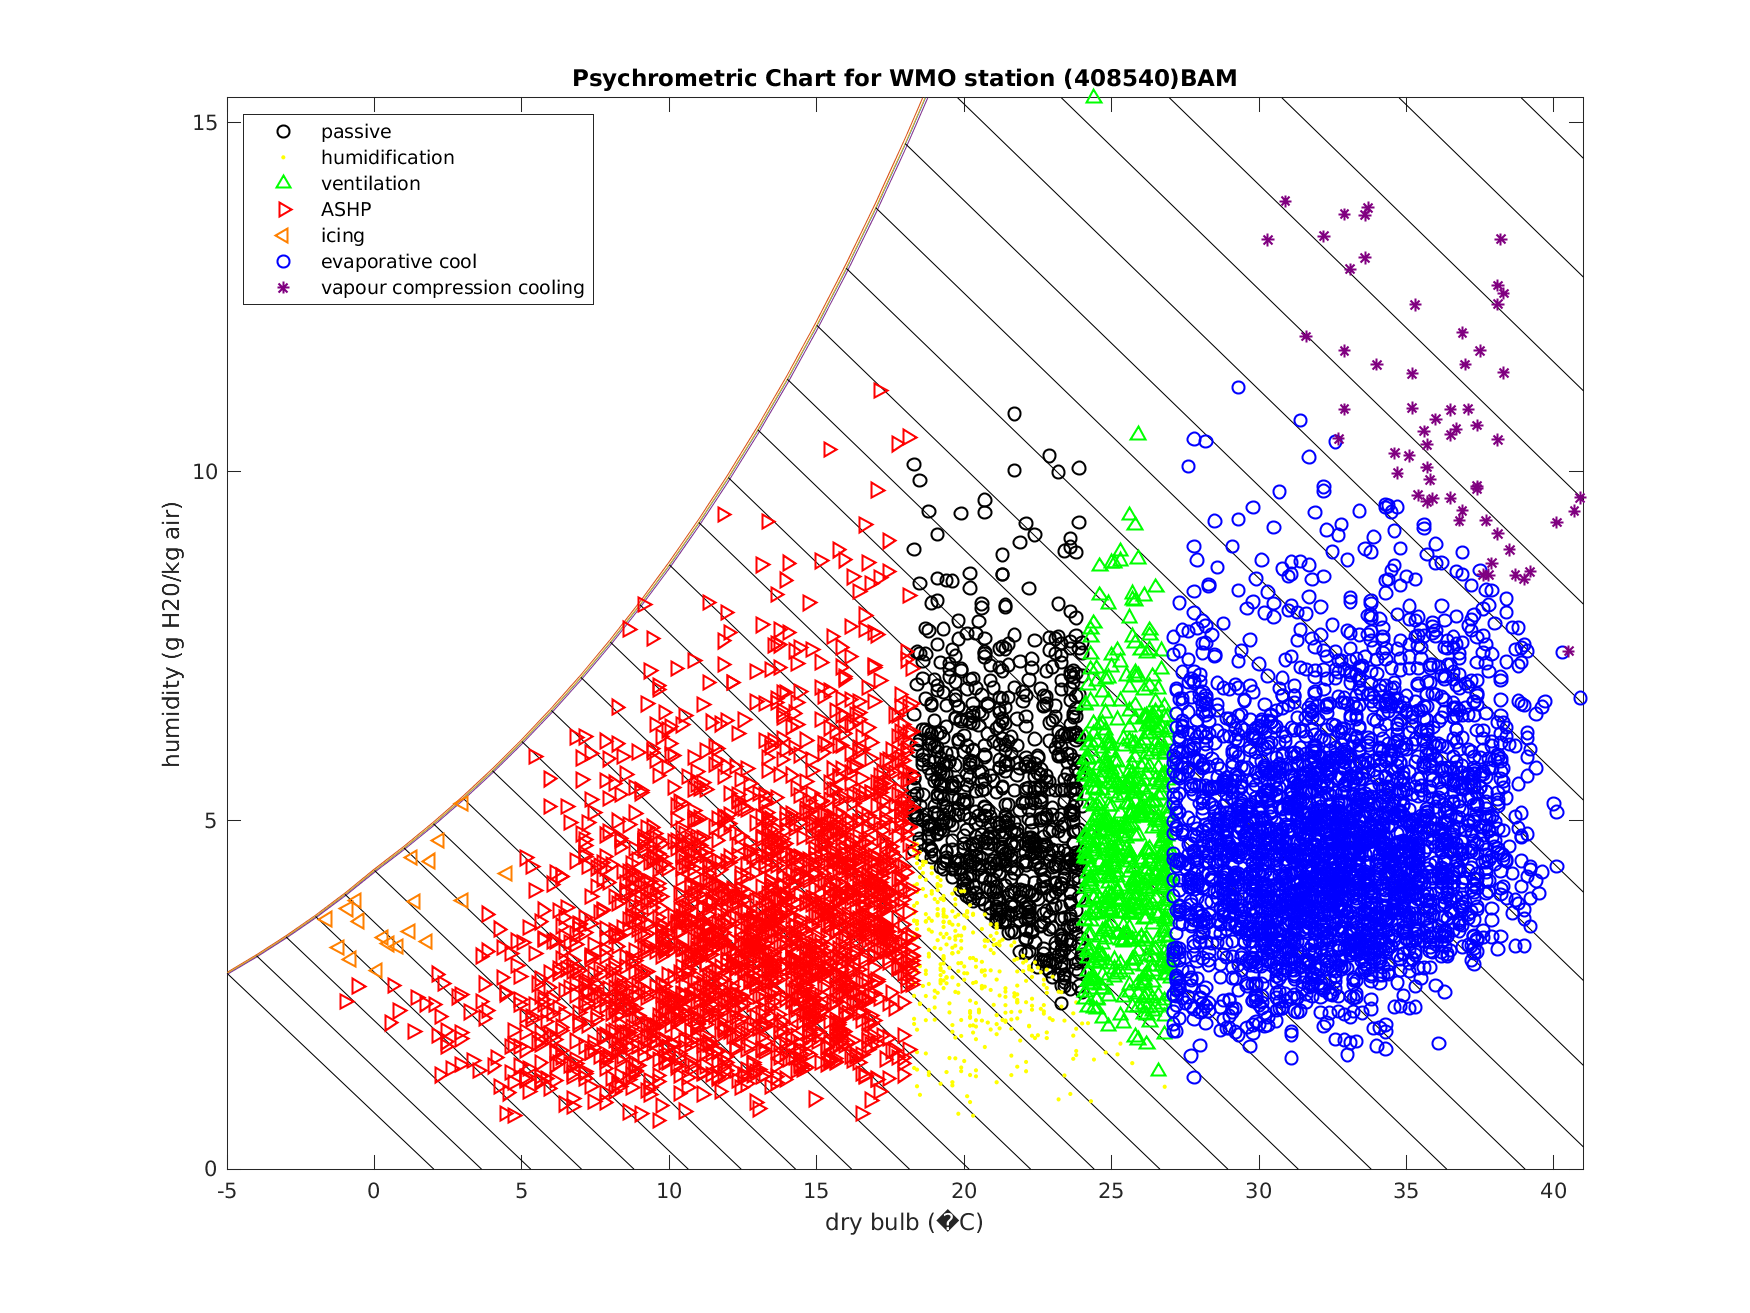 Psychrometric Chart for WMO station (408540)BAM
15
10
5
0
humidity (g H20/kg air)
passive
humidification
ventilation
ASHP
icing
evaporative cool
vapour compression cooling
-5 0 5 10 15 20 25 30 35 40
dry bulb (�C)